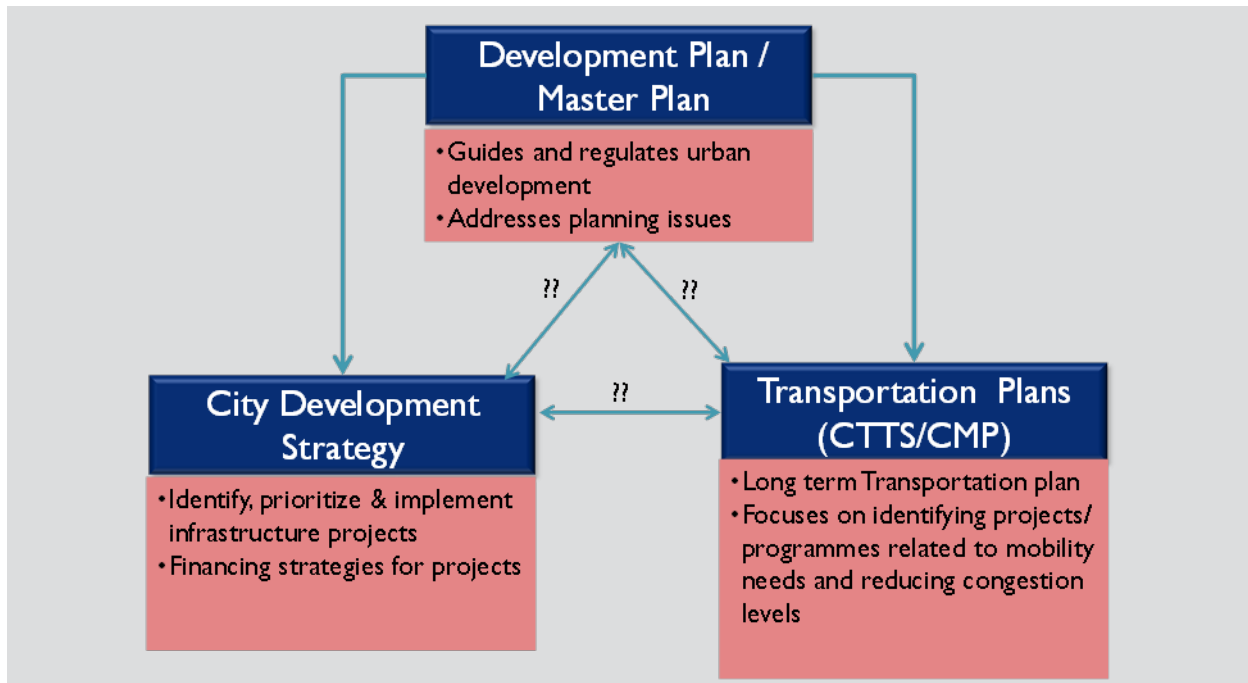 Development Plan /
Master Plan
• Guides and regulates urban
development
• Addresses planning issues
??
??
??
City Development
Strategy
• Identify, prioritize & implement
infrastructure projects
• Financing strategies for projects
Transportation Plans
(CTTS/CMP)
• Long term Transportation plan
• Focuses on identifying projects/
programmes related to mobility
needs and reducing congestion
levels